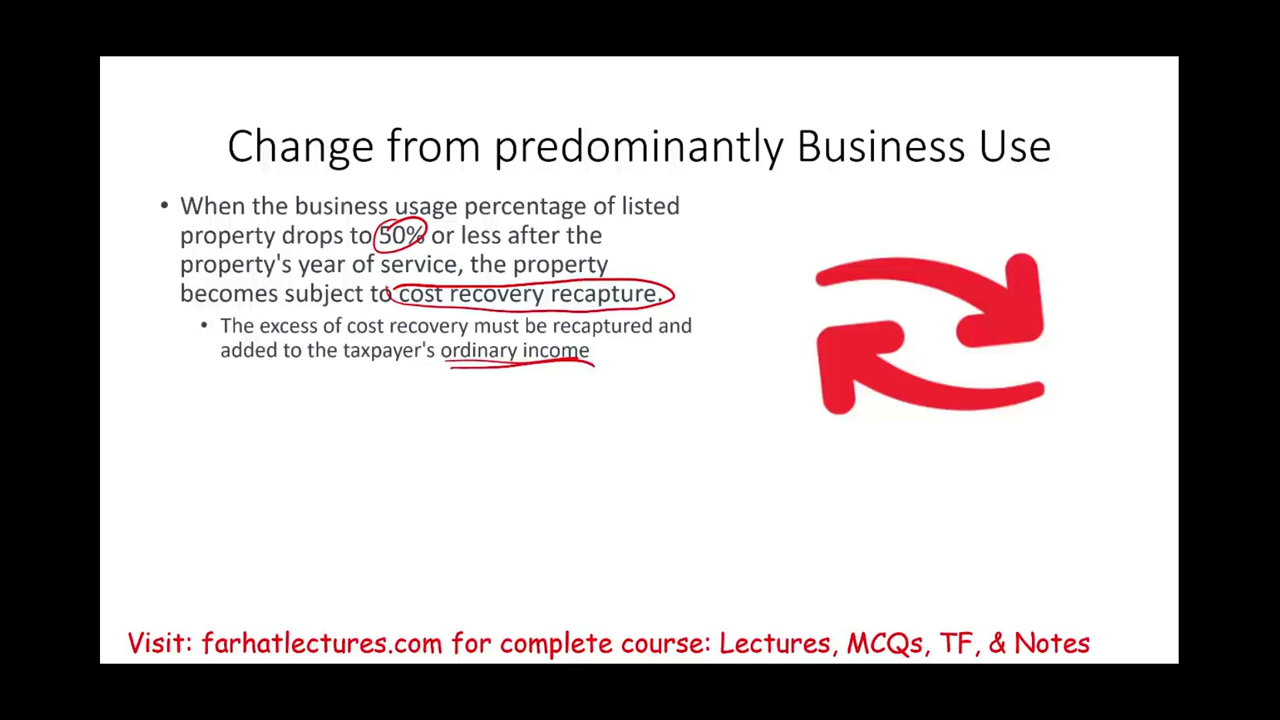 Change from predominantly Business Use
• When the business usage percentage of listed
property drops to 50% or less after the
property's year of service, the property
becomes subject to cost recovery recapture.
• The excess of cost recovery must be recaptured and
added to the taxpayer's ordinary income
Visit: farhatlectures.com for complete course: Lectures, MCQs, TF, & Notes